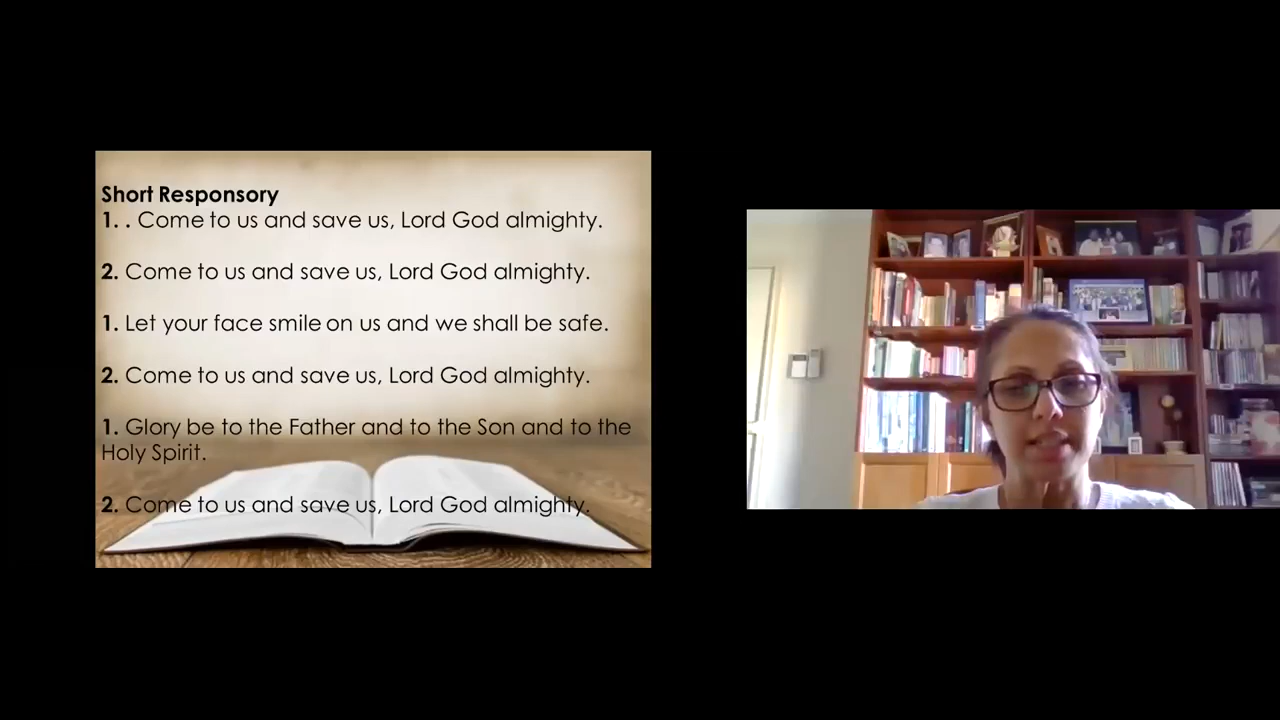 Short Responsory
1. . Come to us and save us, Lord God almighty.
2. Come to us and save us, Lord God almighty.
1. Let your face smile on us and we shall be safe.
2. Come to us and save us, Lord God almighty.
1. Glory be to the Father and to the Son and to the
Holy Spirit.
2. Come to us and save us, Lord God almighty.